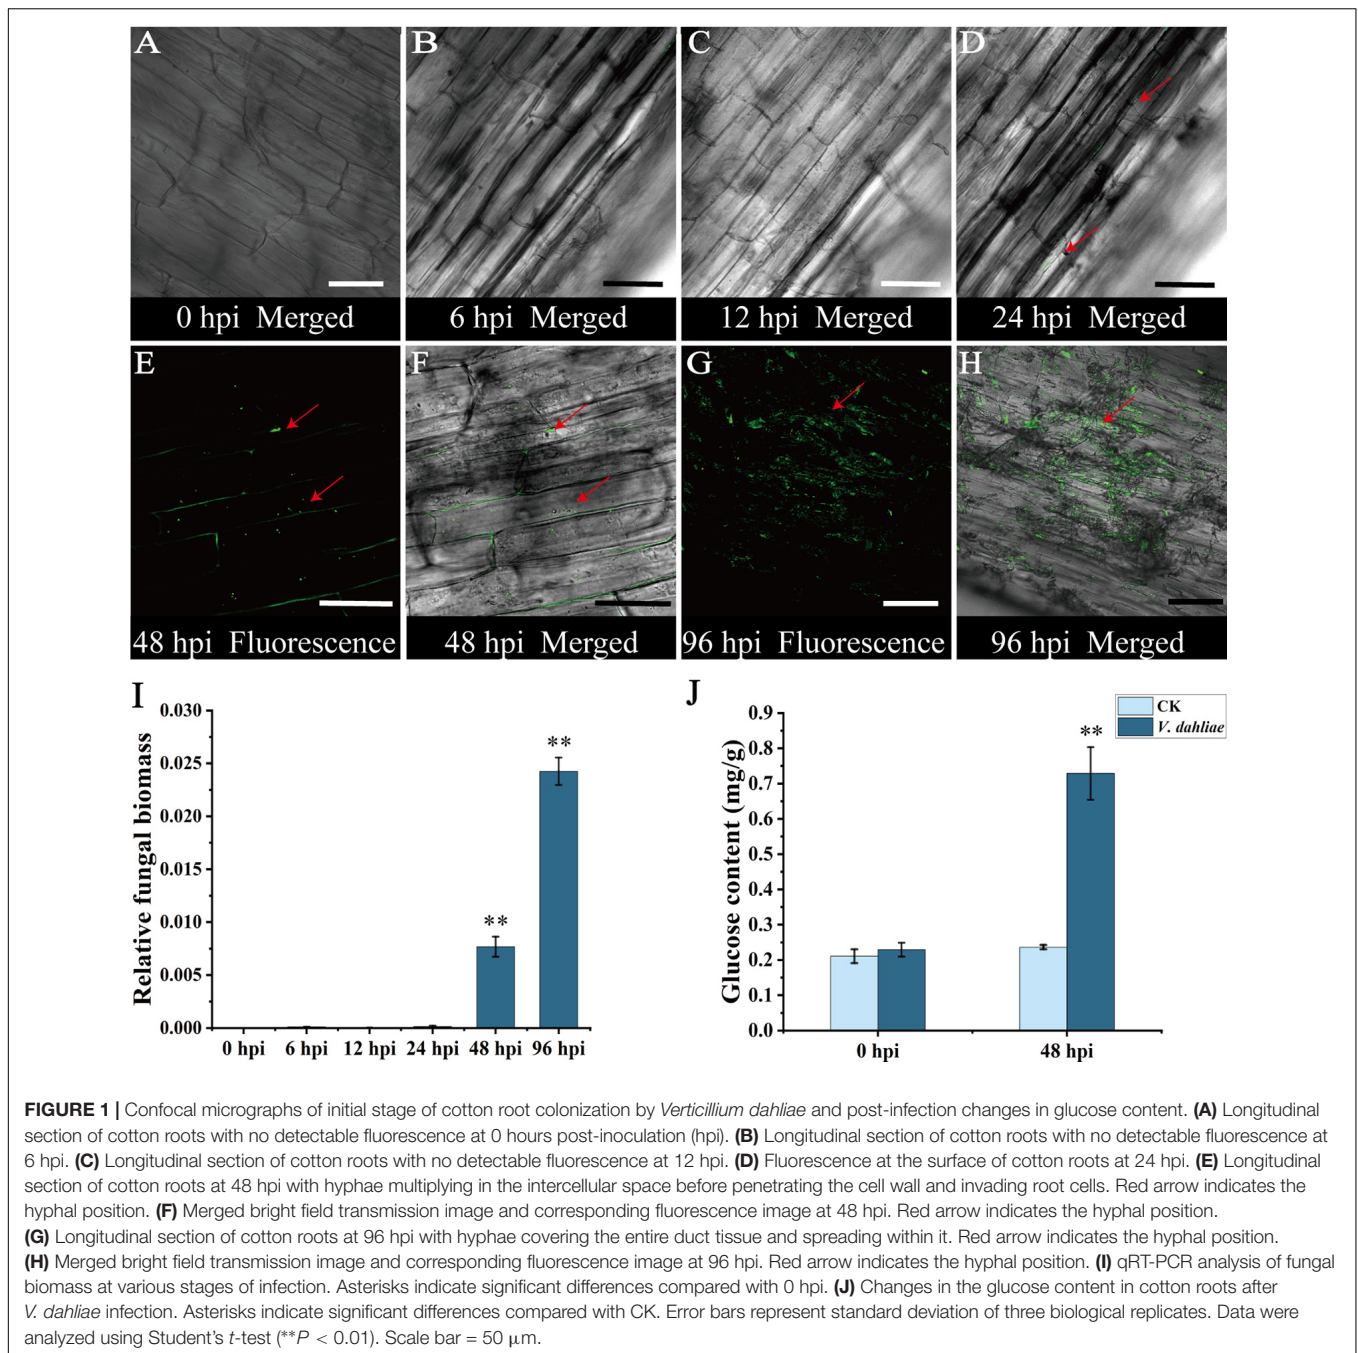 A
B
C
D
0 hpi Merged
6 hpi Merged
12 hpi Merged
24 hpi Merged
E
F
G
H
48 hpi Fluorescence
48 hpi Merged
96 hpi Fluorescence
96 hpi Merged
I
Relative fungal biomass
0.030
0.025
0.020
0.015
0.010
0.005
0.000
**
**
0 hpi 6 hpi 12 hpi 24 hpi 48 hpi 96 hpi
J
Glucose content (mg/g)
0.9
0.8
0.7
0.6
0.5
0.4
0.3
0.2
0.1
0.0
CK
V. dahliae
**
0 hpi 48 hpi
FIGURE 1 | Confocal micrographs of initial stage of cotton root colonization by Verticillium dahliae and post-infection changes in glucose content. (A) Longitudinal
section of cotton roots with no detectable fluorescence at 0 hours post-inoculation (hpi). (B) Longitudinal section of cotton roots with no detectable fluorescence at
6 hpi. (C) Longitudinal section of cotton roots with no detectable fluorescence at 12 hpi. (D) Fluorescence at the surface of cotton roots at 24 hpi. (E) Longitudinal
section of cotton roots at 48 hpi with hyphae multiplying in the intercellular space before penetrating the cell wall and invading root cells. Red arrow indicates the
hyphal position. (F) Merged bright field transmission image and corresponding fluorescence image at 48 hpi. Red arrow indicates the hyphal position.
(G) Longitudinal section of cotton roots at 96 hpi with hyphae covering the entire duct tissue and spreading within it. Red arrow indicates the hyphal position.
(H) Merged bright field transmission image and corresponding fluorescence image at 96 hpi. Red arrow indicates the hyphal position. (I) qRT-PCR analysis of fungal
biomass at various stages of infection. Asterisks indicate significant differences compared with 0 hpi. (J) Changes in the glucose content in cotton roots after
V. dahliae infection. Asterisks indicate significant differences compared with CK. Error bars represent standard deviation of three biological replicates. Data were
analyzed using Student's t-test (**P < 0.01). Scale bar = 50 μm.